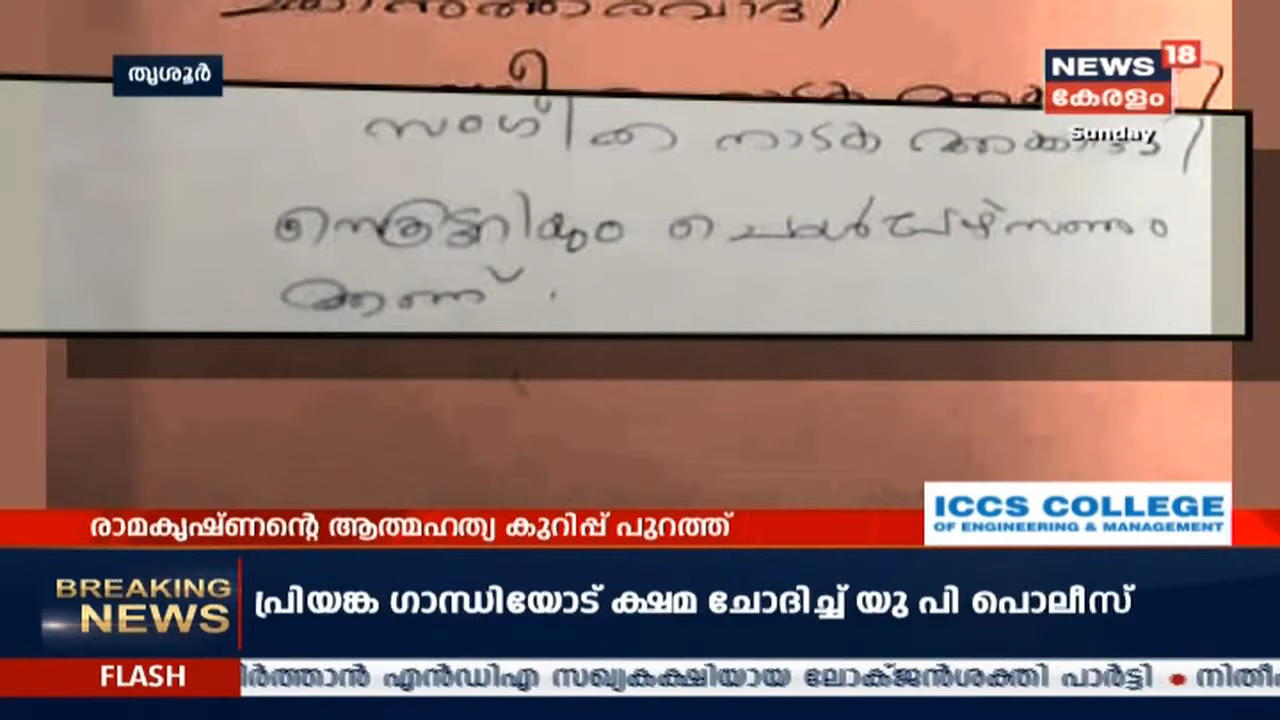 തൃശൂർ
NEWS 18
കേരളം
Sunday
സംഗീത നാടക അക്കാദമി
ചെയർപേഴ്സണും
ആണ്.
രാമകൃഷ്ണന്റെ ആത്മഹത്യ കുറിപ്പ് പുറത്ത്
ICCS COLLEGE
OF ENGINEERING & MANAGEMENT
BREAKING NEWS
പ്രിയങ്ക ഗാന്ധിയോട് ക്ഷമ ചോദിച്ച് യു പി പൊലീസ്
FLASH
ർത്താൻ എൻഡിഎ സഖ്യകക്ഷിയായ ലോക്ജൻശക്തി പാർട്ടി • നിതീ